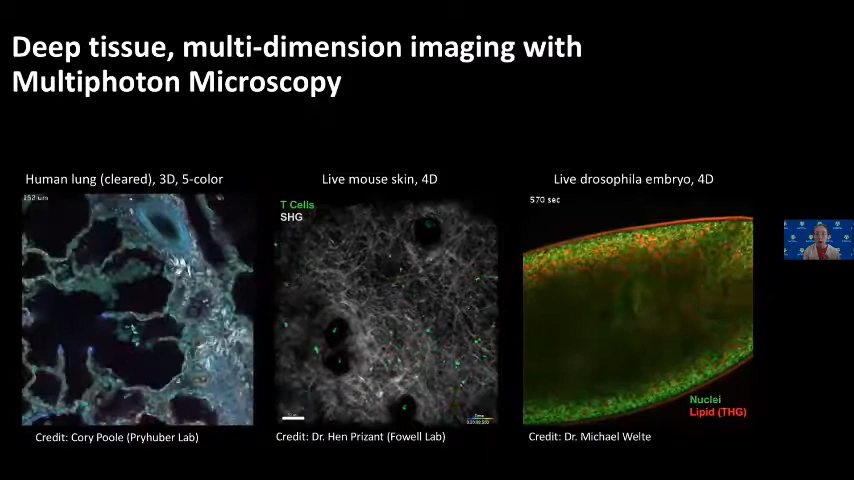 Deep tissue, multi-dimension imaging with
Multiphoton Microscopy
Human lung (cleared), 3D, 5-color
Live mouse skin, 4D
Live drosophila embryo, 4D
T Cells
SHG
570 sec
Nuclei
Lipid (THG)
Credit: Cory Poole (Pryhuber Lab)
Credit: Dr. Hen Prizant (Fowell Lab)
Credit: Dr. Michael Welte